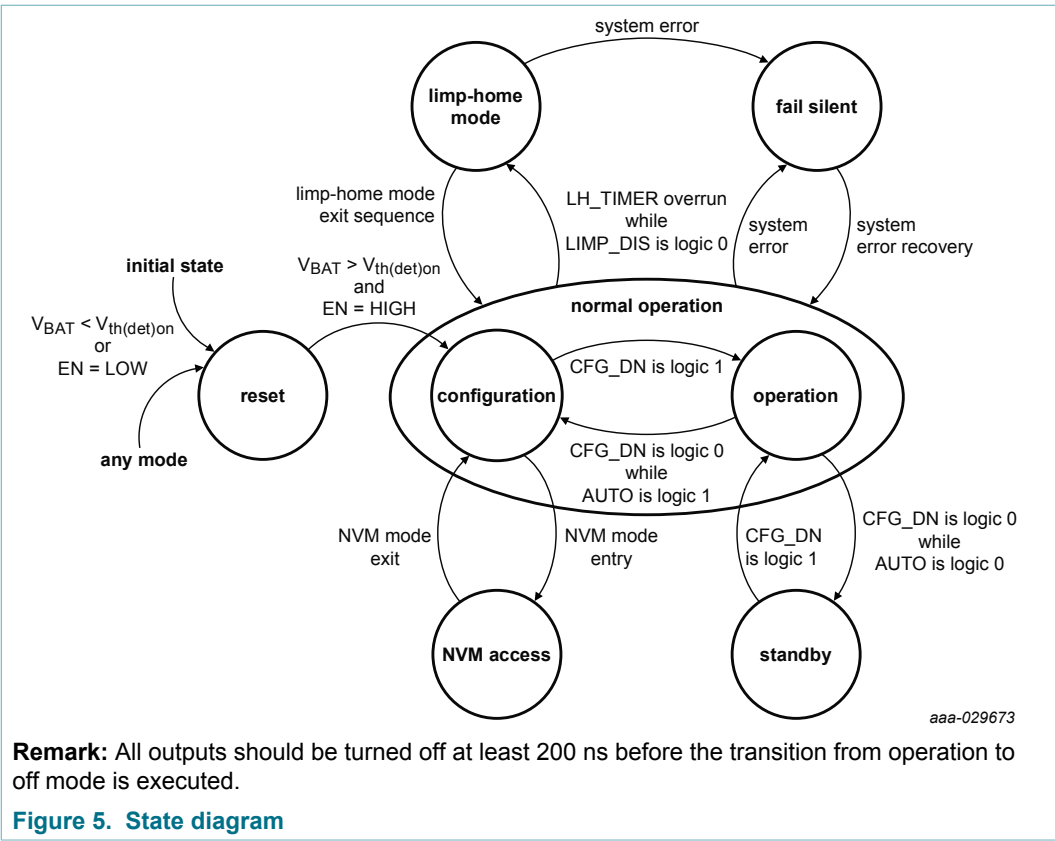 system error
limp-home
mode
fail silent
limp-home mode
exit sequence
LH_TIMER overrun
while
LIMP_DIS is logic 0
system
error
system
error recovery
initial state
VBAT > Vth(det)on
and
EN = HIGH
normal operation
VBAT < Vth(det)on
or
EN = LOW
reset
configuration
CFG_DN is logic 1
operation
any mode
CFG_DN is logic 0
while
AUTO is logic 1
NVM mode
exit
NVM mode
entry
CFG_DN
is logic 1
CFG_DN is logic 0
while
AUTO is logic 0
NVM access
standby
aaa-029673
Remark: All outputs should be turned off at least 200 ns before the transition from operation to
off mode is executed.
Figure 5. State diagram